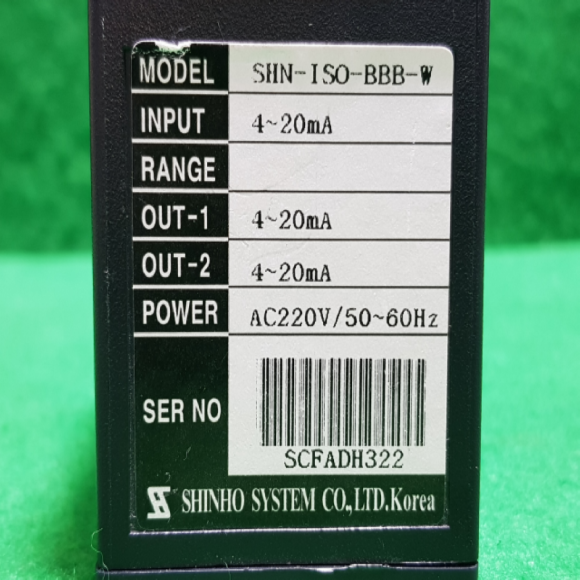 MODEL SHN-ISO-BBB-W
INPUT 4~20mA
RANGE
OUT-1 4~20mA
OUT-2 4~20mA
POWER AC220V/50~60Hz
SER NO
SCFADH322
SHINHO SYSTEM CO.,LTD.Korea